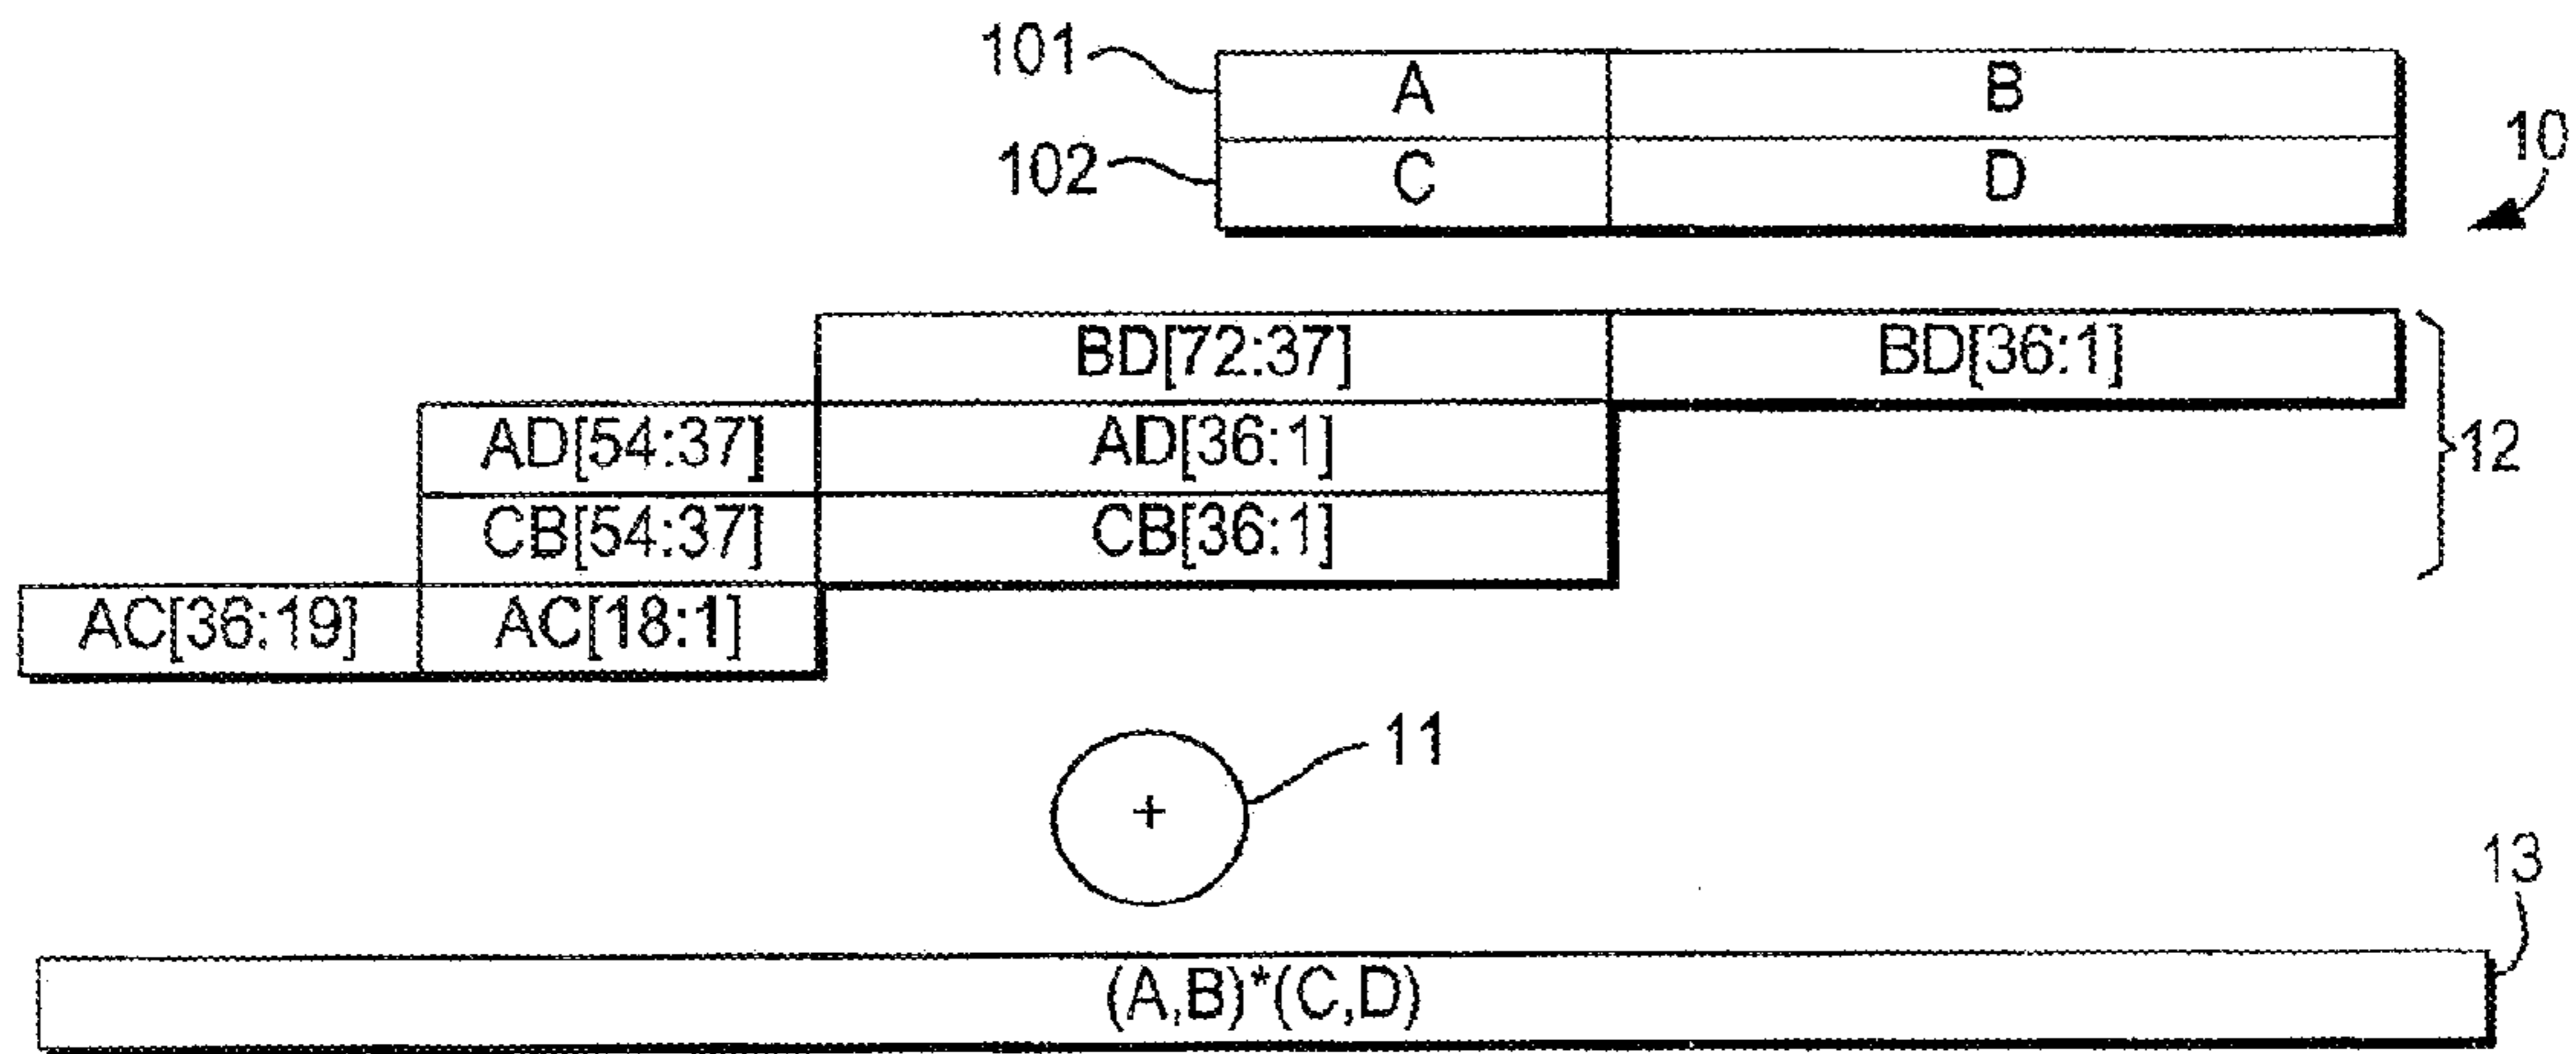 101 A B
102 C D 10
BD[72:37] BD[36:1]
AD[54:37] AD[36:1] 12
CB[54:37] CB[36:1]
AC[36:19] AC[18:1]
11
+
13
(A,B)*(C,D)